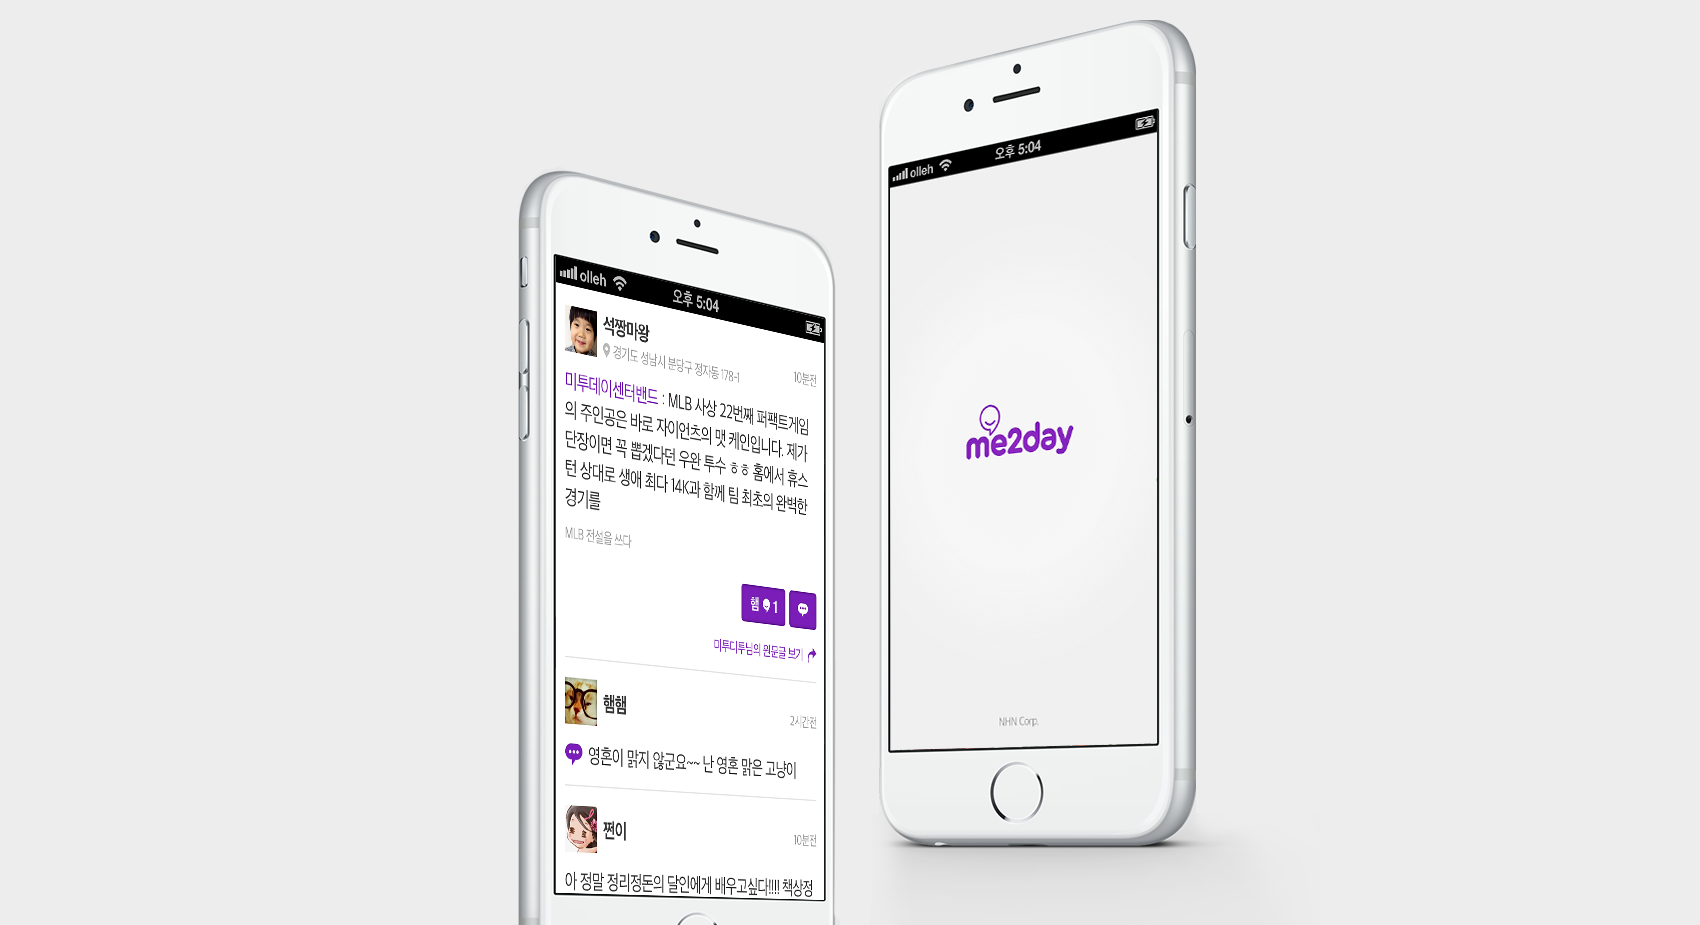 olleh
오후 5:04
석짱마왕
경기도 성남시 분당구 정자동 178-1
10분전
미투데이센터밴드 : MLB 사상 22번째 퍼팩트게임
의 주인공은 바로 자이언츠의 맷 케인입니다. 제가
단장이면 꼭 뽑겠다던 우완 투수 ㅎㅎ 홈에서 휴스
턴 상대로 생애 최다 14K과 함께 팀 최초의 완벽한
경기를
MLB 전설을 쓰다
햄 1
미투디투님의 원문글 보기
햄햄
2시간전
영혼이 맑지 않군요~~ 난 영혼 맑은 고냥이
쩐이
10분전
아 정말 정리정돈의 달인에게 배우고싶다!!!! 책상정
olleh
오후 5:04
me2day
NHN Corp.